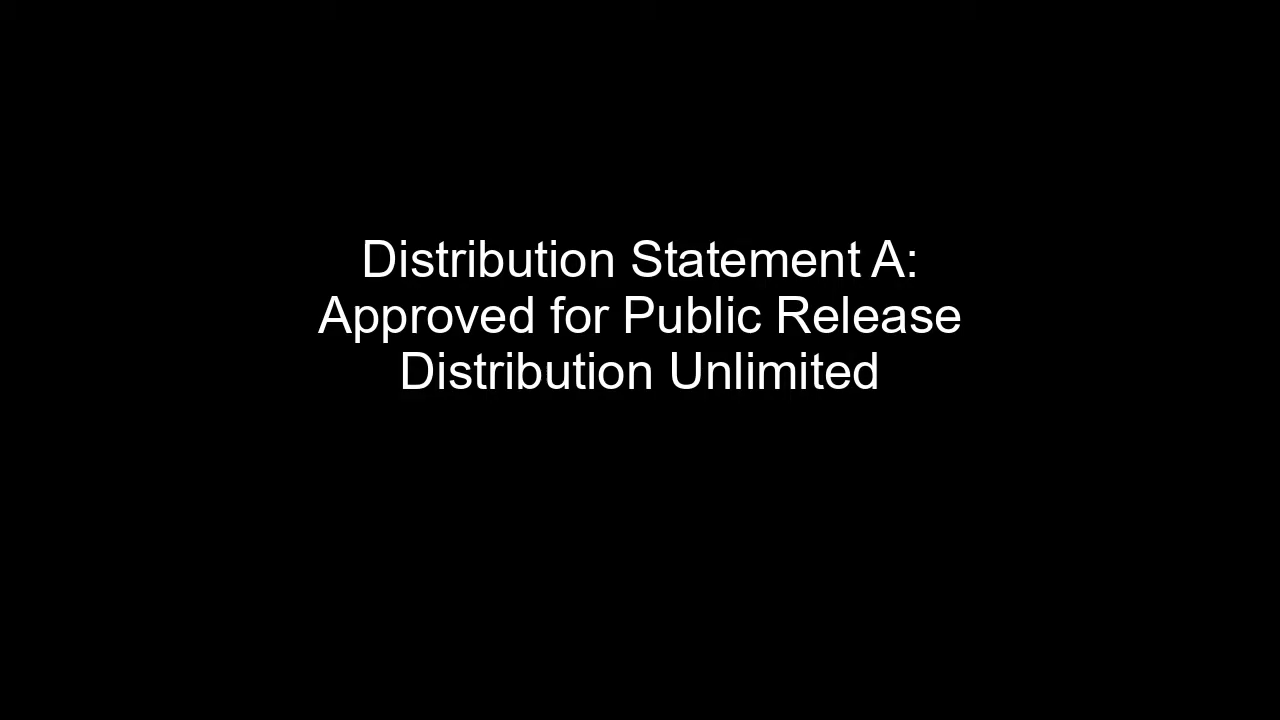 Distribution Statement A:
Approved for Public Release
Distribution Unlimited